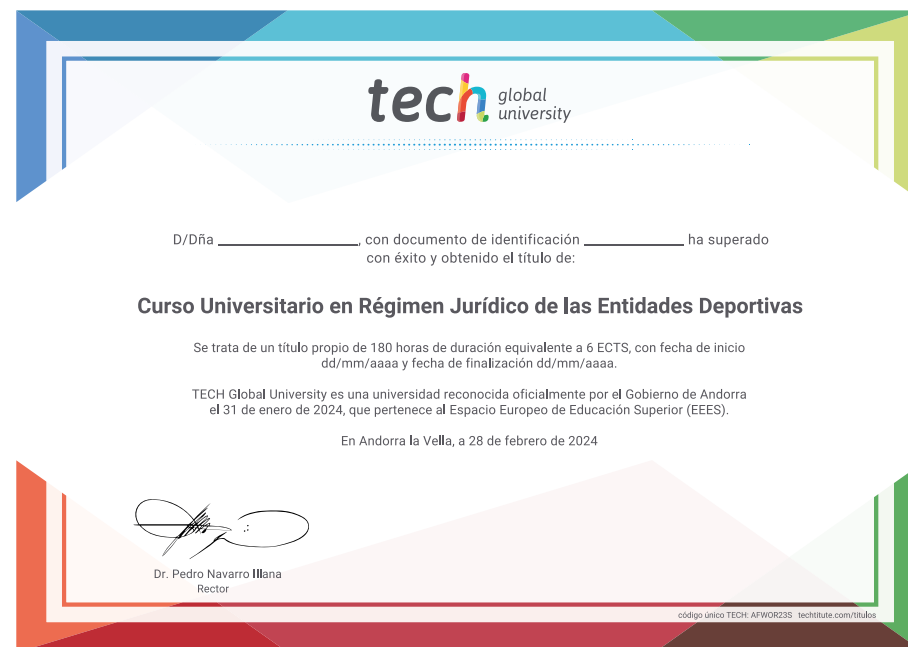 tech global university
D/Dña ____________________, con documento de identificación ______________ ha superado
con éxito y obtenido el título de:
Curso Universitario en Régimen Jurídico de las Entidades Deportivas
Se trata de un título propio de 180 horas de duración equivalente a 6 ECTS, con fecha de inicio
dd/mm/aaaa y fecha de finalización dd/mm/aaaa.
TECH Global University es una universidad reconocida oficialmente por el Gobierno de Andorra
el 31 de enero de 2024, que pertenece al Espacio Europeo de Educación Superior (EEES).
En Andorra la Vella, a 28 de febrero de 2024
Dr. Pedro Navarro Illana
Rector
código único TECH: AFWOR23S techtitute.com/titulos